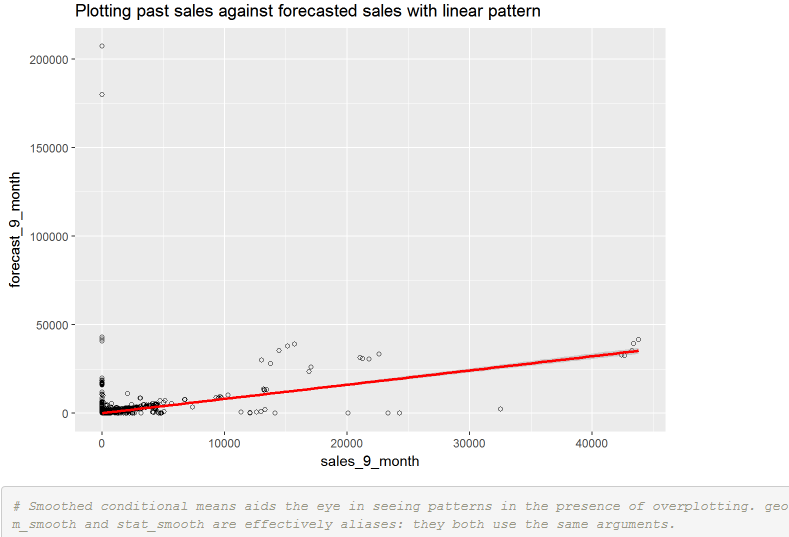 Plotting past sales against forecasted sales with linear pattern
200000
150000
100000
50000
0
forecast_9_month
0
10000
20000
30000
40000
sales_9_month
# Smoothed conditional means aids the eye in seeing patterns in the presence of overplotting. geo
m_smooth and stat_smooth are effectively aliases: they both use the same arguments.